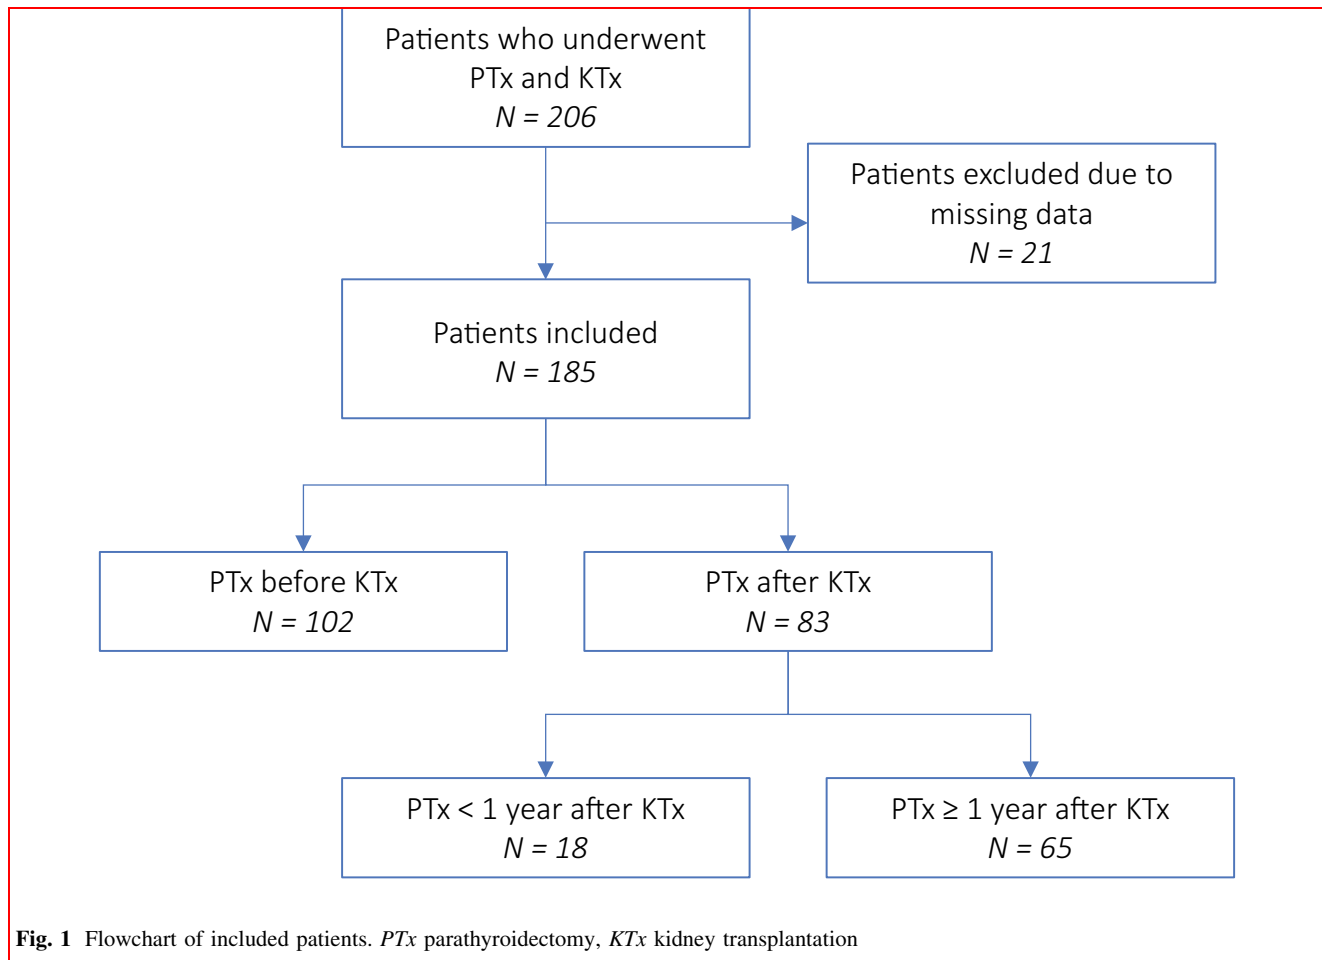 Patients who underwent
PTx and KTx
N = 206
Patients excluded due to
missing data
N = 21
Patients included
N = 185
PTx before KTx
N = 102
PTx after KTx
N = 83
PTx < 1 year after KTx
N = 18
PTx ≥ 1 year after KTx
N = 65
Fig. 1 Flowchart of included patients. PTx parathyroidectomy, KTx kidney transplantation